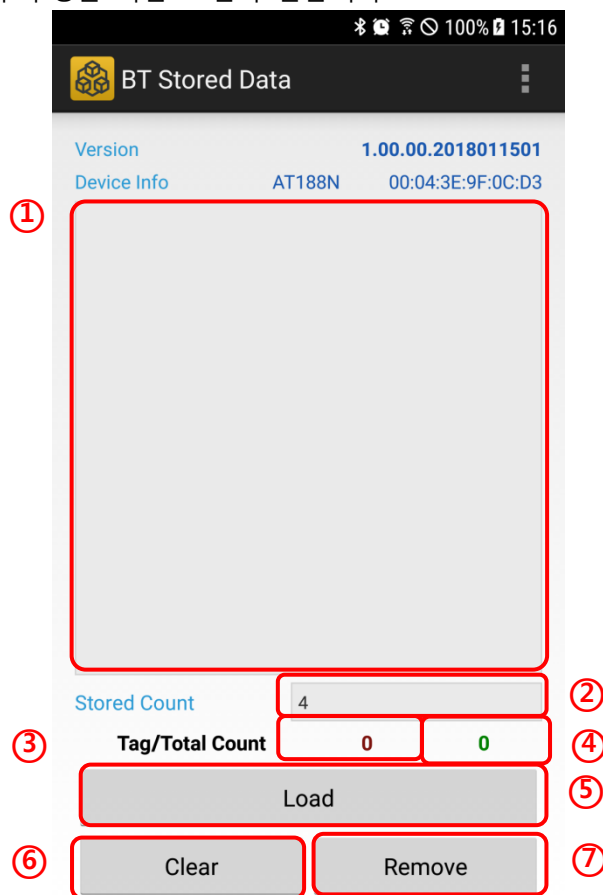 100% 15:16
BT Stored Data
Version 1.00.00.2018011501
Device Info AT188N 00:04:3E:9F:0C:D3
①
Stored Count 4 ②
③ Tag/Total Count 0 0 ④
Load ⑤
⑥ Clear Remove ⑦